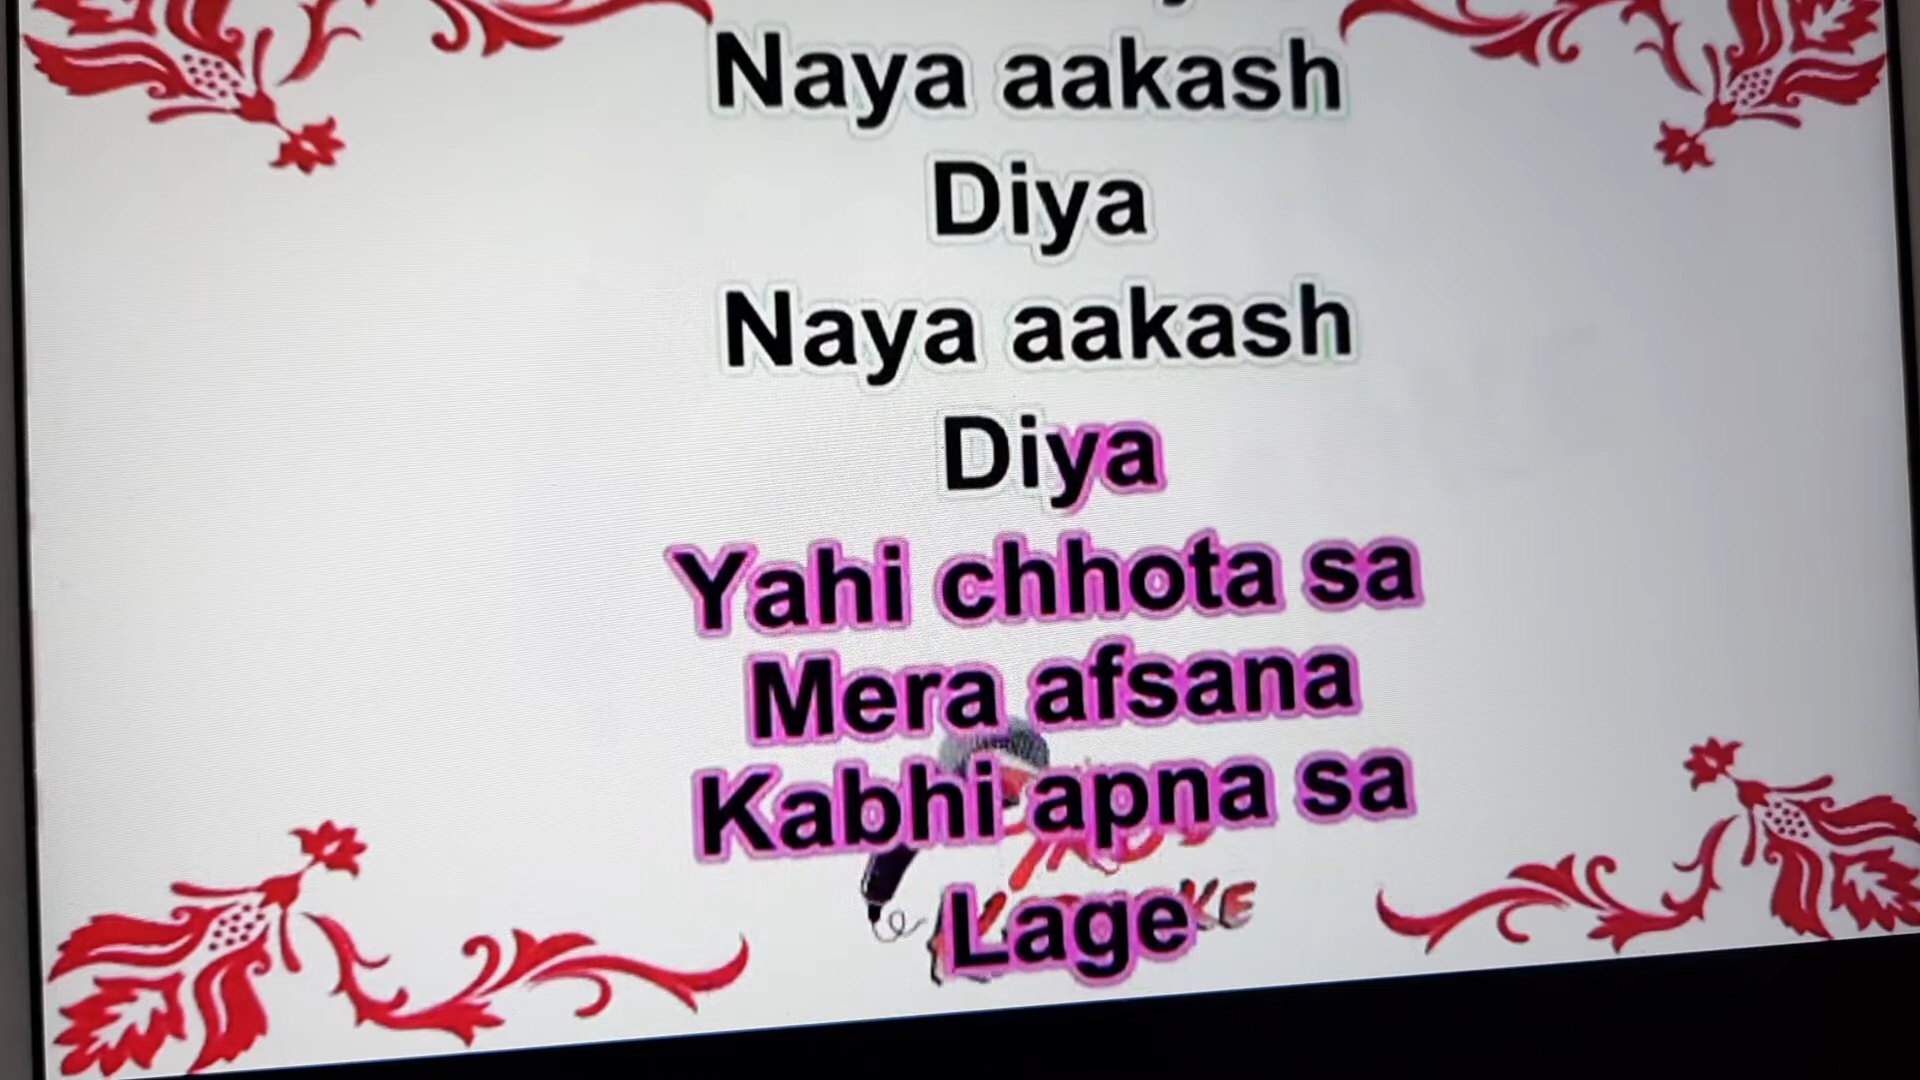 Naya aakash
Diya
Naya aakash
Diya
Yahi chhota sa
Mera afsana
Kabhi apna sa
Lage